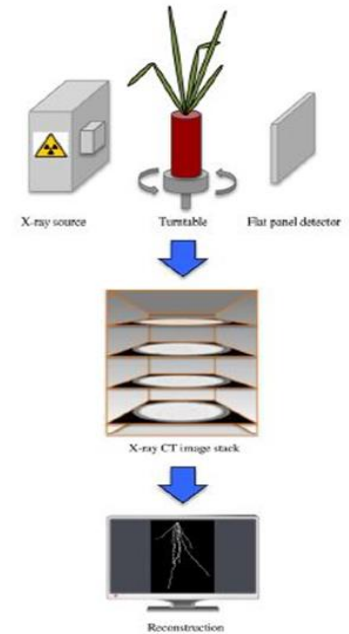 X-ray source
Turntable
Flat panel detector
X-ray CT image stack
Reconstruction